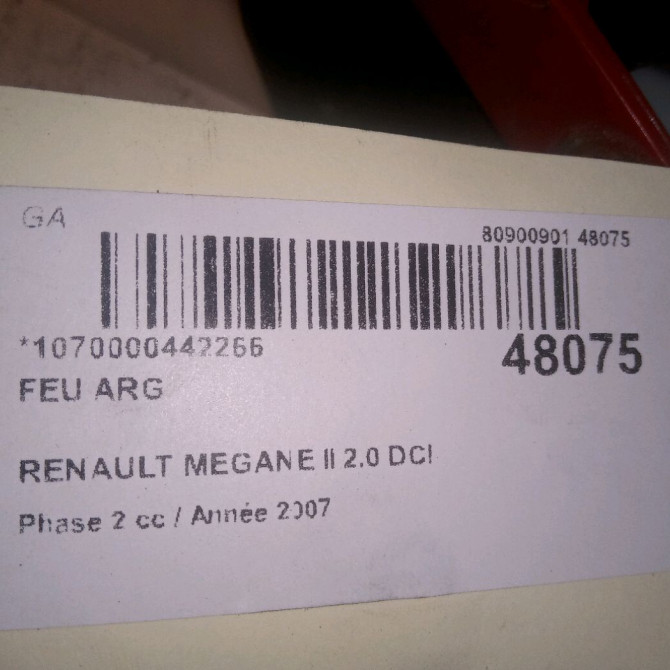 GA
80900901 48075
*1070000442266
48075
FEU ARG
RENAULT MEGANE II 2.0 DCI
Phase 2 cc / Année 2007